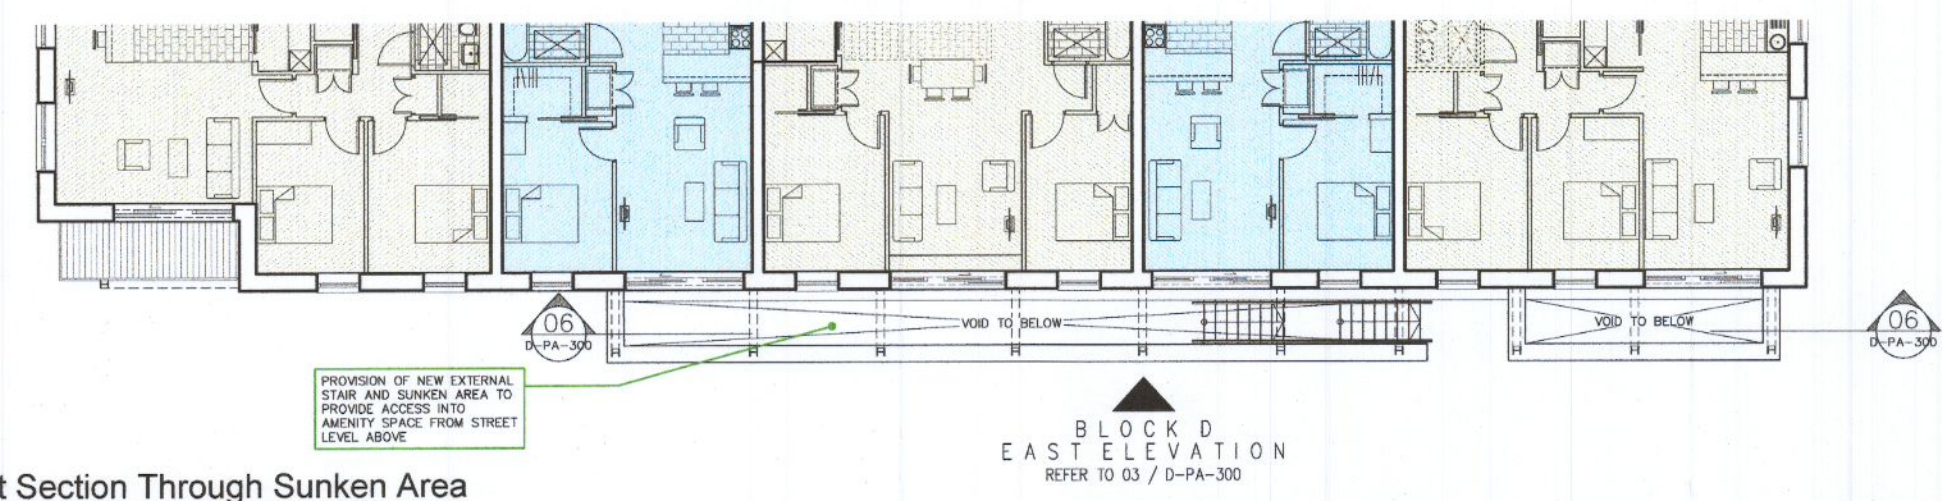 VOID TO BELOW
VOID TO BELOW
06
D-PA-300
06
D-PA-300
PROVISION OF NEW EXTERNAL
STAIR AND SUNKEN AREA TO
PROVIDE ACCESS INTO
AMENITY SPACE FROM STREET
LEVEL ABOVE
BLOCK D
EAST ELEVATION
REFER TO 03 / D-PA-300
t Section Through Sunken Area